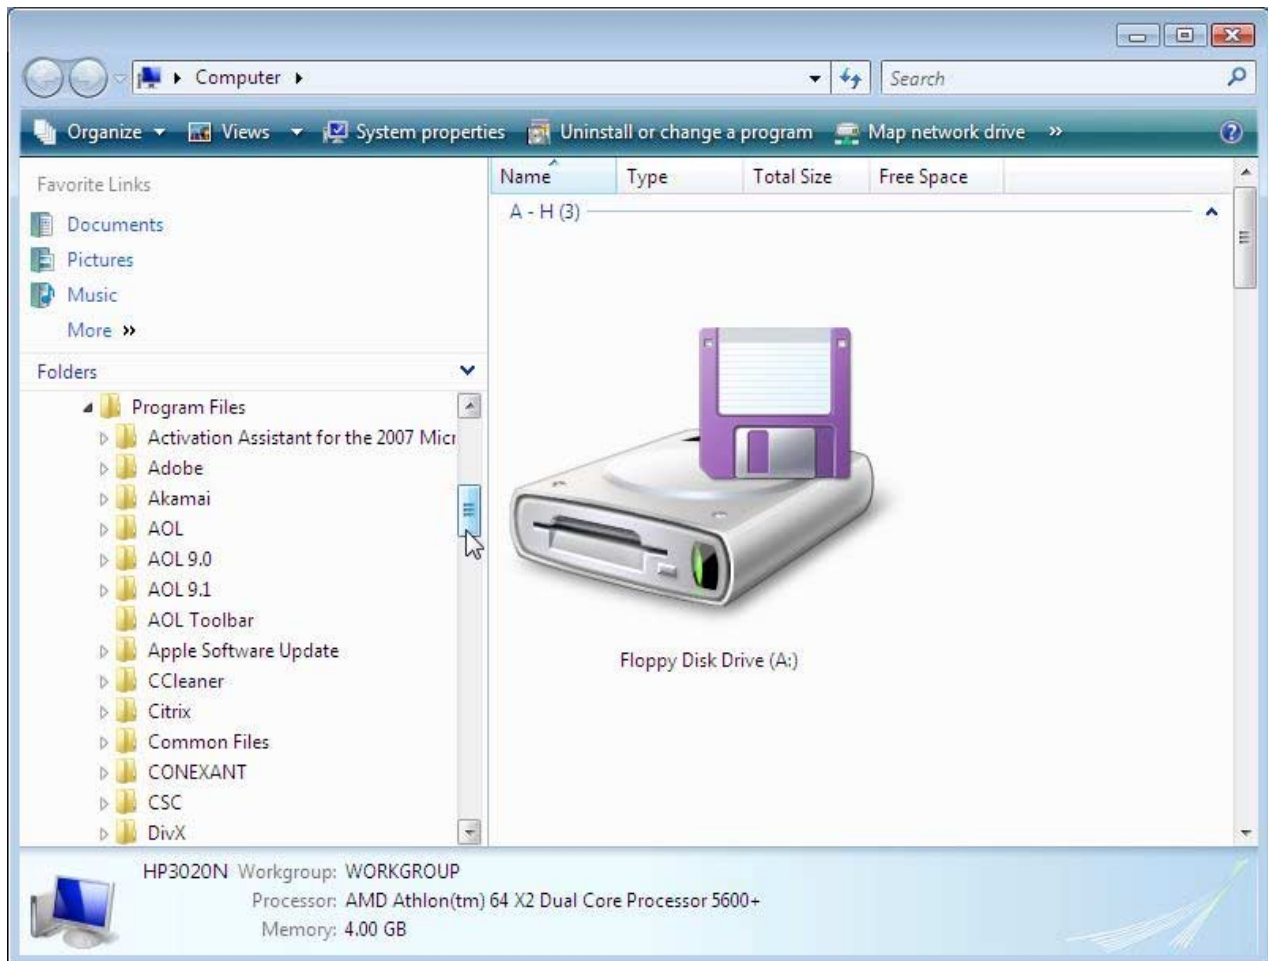 Computer
Search
Organize Views System properties Uninstall or change a program Map network drive »
Favorite Links
Documents
Pictures
Music
More »
Folders
Program Files
Activation Assistant for the 2007 Micr
Adobe
Akamai
AOL
AOL 9.0
AOL 9.1
AOL Toolbar
Apple Software Update
CCleaner
Citrix
Common Files
CONEXANT
CSC
DivX
Name Type Total Size Free Space
A - H (3)
Floppy Disk Drive (A:)
HP3020N Workgroup: WORKGROUP
Processor: AMD Athlon(tm) 64 X2 Dual Core Processor 5600+
Memory: 4.00 GB